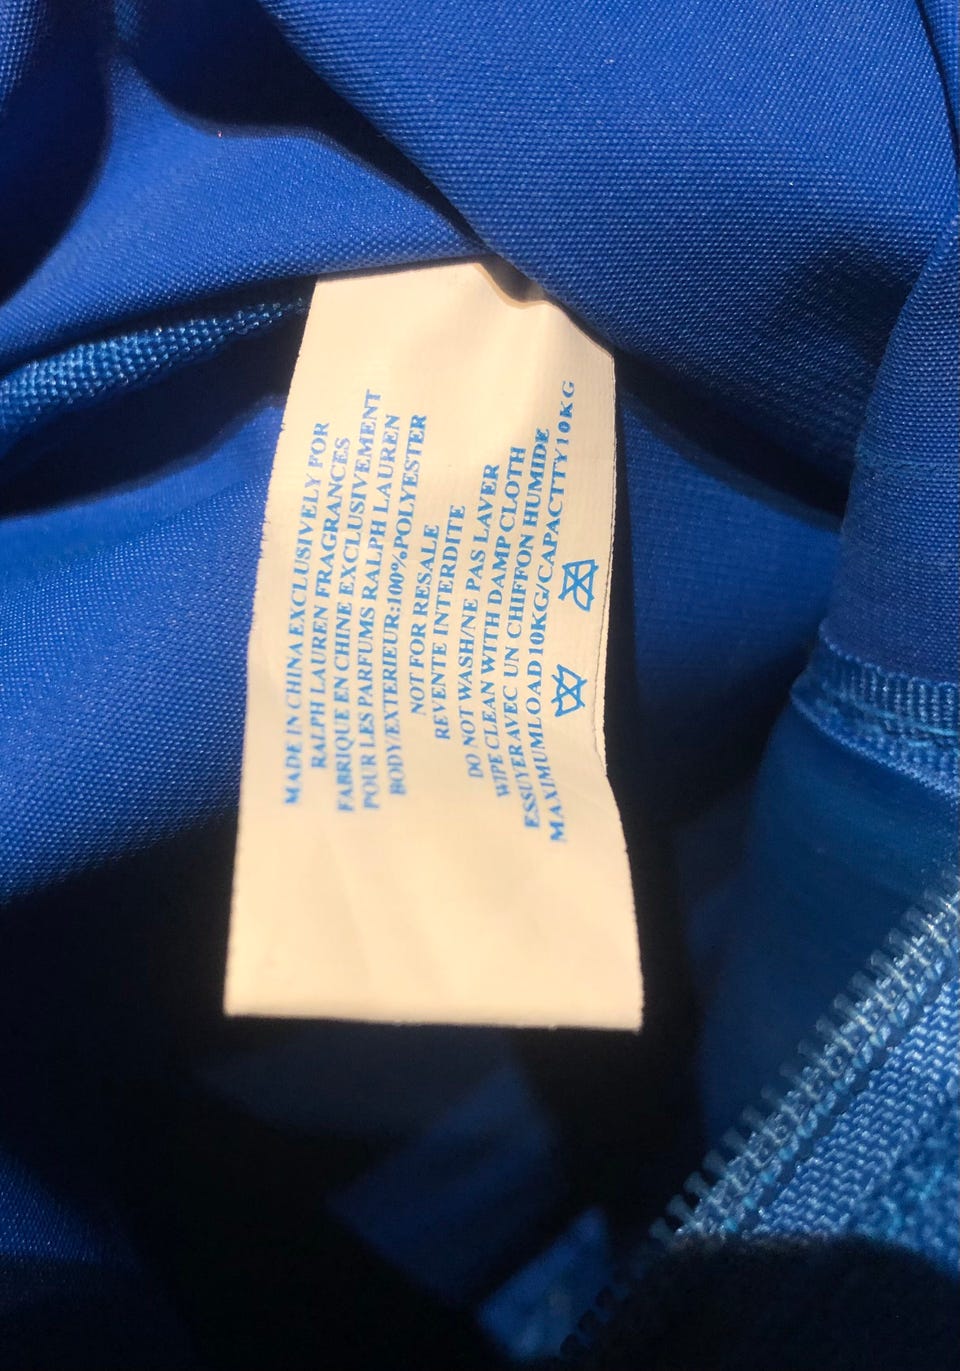 MADE IN CHINA EXCLUSIVELY FOR
RALPH LAUREN FRAGRANCES
FABRIQUE EN CHINE EXCLUSIVEMENT
POUR LES PARFUMS RALPH LAUREN
BODY/EXTERIEUR:100%POLYESTER
NOT FOR RESALE
REVENTE INTERDITE
DO NOT WASH/NE PAS LAVER
WIPE CLEAN WITH DAMP CLOTH
ESSUYER AVEC UN CHIFFON HUMIDE
MAXIMUM LOAD 10KG/CAPACTTY10KG